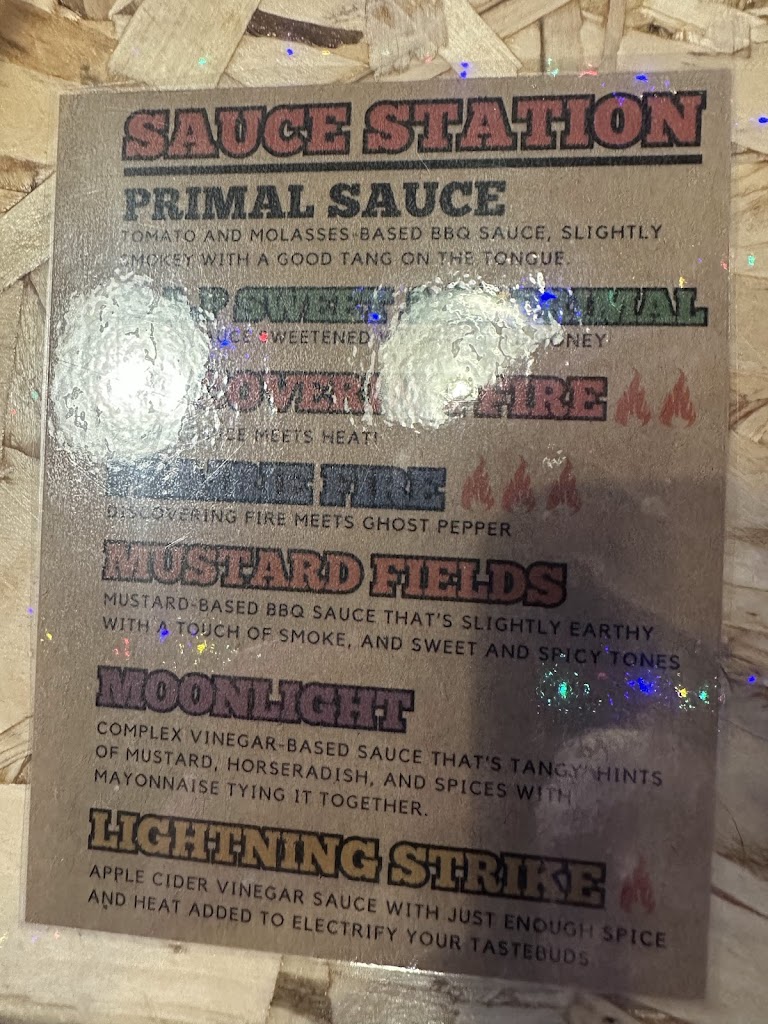 SAUCE STATION
PRIMAL SAUCE
TOMATO AND MOLASSES-BASED BBQ SAUCE, SLIGHTLY
SMOKEY WITH A GOOD TANG ON THE TONGUE.
SWEET PRIMAL
SWEETENED HONEY
FIRE
MEETS HEAT!
FIRE
DISCOVERING FIRE MEETS GHOST PEPPER
MUSTARD FIELDS
MUSTARD-BASED BBQ SAUCE THAT'S SLIGHTLY EARTHY
WITH A TOUCH OF SMOKE, AND SWEET AND SPICY TONES
MOONLIGHT
COMPLEX VINEGAR-BASED SAUCE THAT'S TANGY HINTS
OF MUSTARD, HORSERADISH, AND SPICES WITH
MAYONNAISE TYING IT TOGETHER.
LIGHTNING STRIKE
APPLE CIDER VINEGAR SAUCE WITH JUST ENOUGH SPICE
AND HEAT ADDED TO ELECTRIFY YOUR TASTEBUDS.